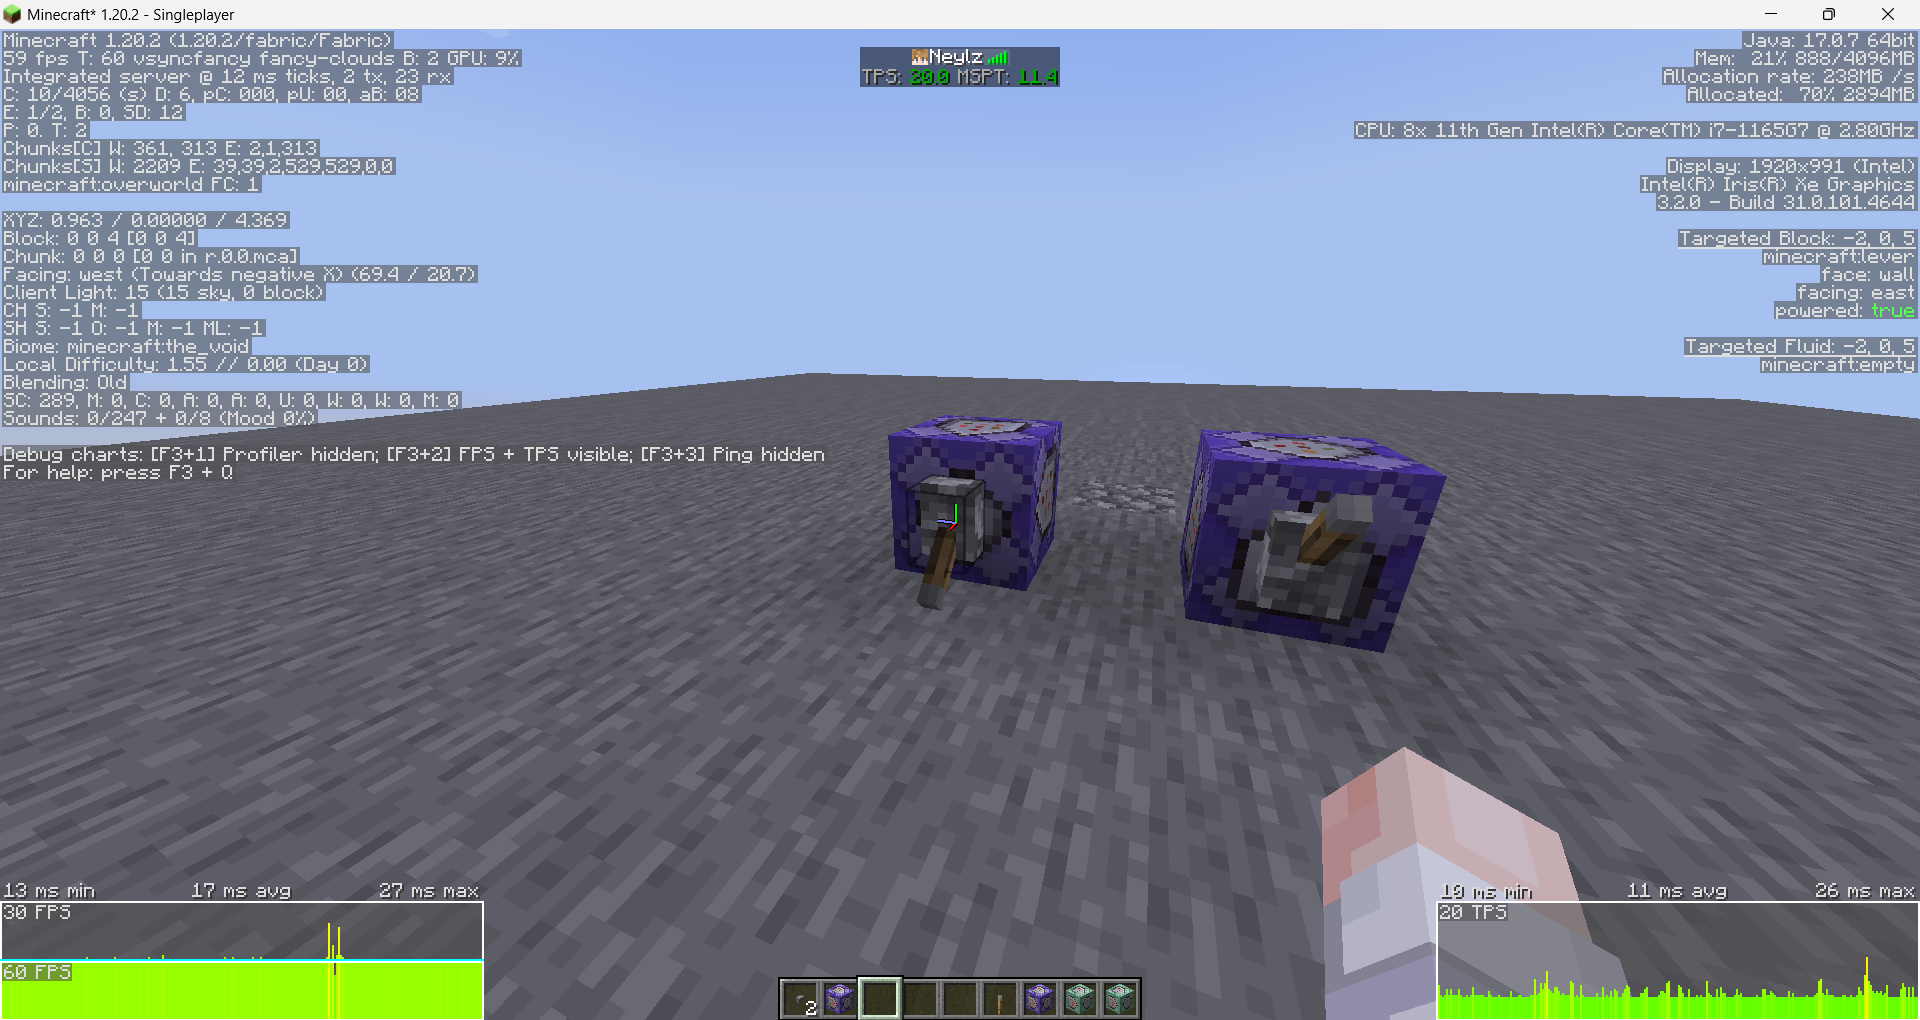 Minecraft* 1.20.2 - Singleplayer
Minecraft 1.20.2 (1.20.2/fabric/Fabric)
59 fps T: 60 vsyncfancy fancy-clouds B: 2 GPU: 9%
Integrated server @ 12 ms ticks, 2 tx, 23 rx
C: 10/4056 (s) D: 6, pC: 000, pU: 00, aB: 08
E: 1/2, B: 0, SD: 12
P: 0. T: 2
Chunks[C] W: 361, 313 E: 2,1,313
Chunks[S] W: 2209 E: 39,39,2,529,529,0,0
minecraft:overworld FC: 1
XYZ: 0.963 / 0.00000 / 4.369
Block: 0 0 4 [0 0 4]
Chunk: 0 0 0 [0 0 in r.0.0.mca]
Facing: west (Towards negative X) (69.4 / 20.7)
Client Light: 15 (15 sky, 0 block)
CH S: -1 M: -1
SH S: -1 O: -1 M: -1 ML: -1
Biome: minecraft:the_void
Local Difficulty: 1.55 // 0.00 (Day 0)
Blending: Old
SC: 289, M: 0, C: 0, A: 0, A: 0, U: 0, W: 0, W: 0, M: 0
Sounds: 0/247 + 0/8 (Mood 0%)
Debug charts: [F3+1] Profiler hidden; [F3+2] FPS + TPS visible; [F3+3] Ping hidden
For help: press F3 + Q
Neylz
TPS: 20.0 MSPT: 11.4
Java: 17.0.7 64bit
Mem: 21% 888/4096MB
Allocation rate: 238MB /s
Allocated: 70% 2894MB
CPU: 8x 11th Gen Intel(R) Core(TM) i7-1165G7 @ 2.80GHz
Display: 1920x991 (Intel)
Intel(R) Iris(R) Xe Graphics
3.2.0 - Build 31.0.101.4644
Targeted Block: -2, 0, 5
minecraft:lever
face: wall
facing: east
powered: true
Targeted Fluid: -2, 0, 5
minecraft:empty
13 ms min 17 ms avg 27 ms max
30 FPS
60 FPS
2
10 ms min 11 ms avg 26 ms max
20 TPS